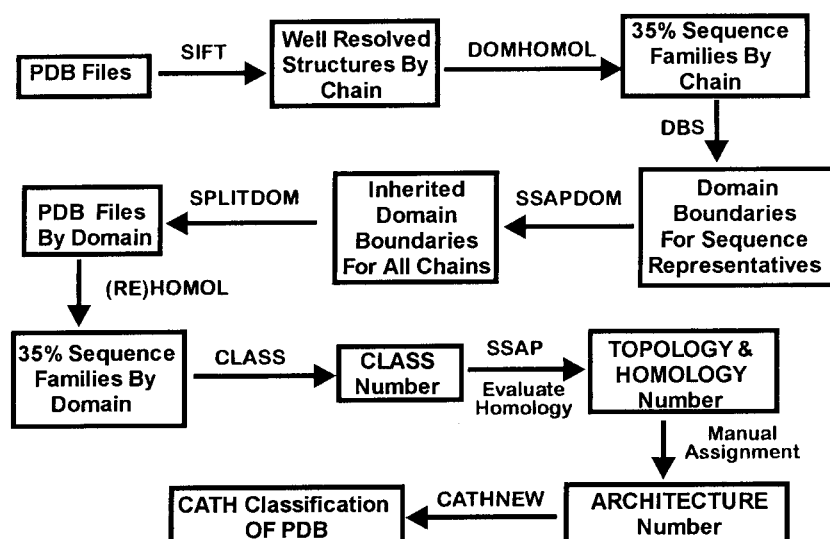 PDB Files
SIFT
Well Resolved
Structures By
Chain
DOMHOMOL
35% Sequence
Families By
Chain
DBS
Domain
Boundaries
For Sequence
Representatives
SSAPDOM
Inherited
Domain
Boundaries
For All Chains
SPLITDOM
PDB Files
By Domain
(RE)HOMOL
35% Sequence
Families By
Domain
CLASS
CLASS
Number
SSAP
Evaluate
Homology
TOPOLOGY &
HOMOLOGY
Number
Manual
Assignment
ARCHITECTURE
Number
CATHNEW
CATH Classification
OF PDB